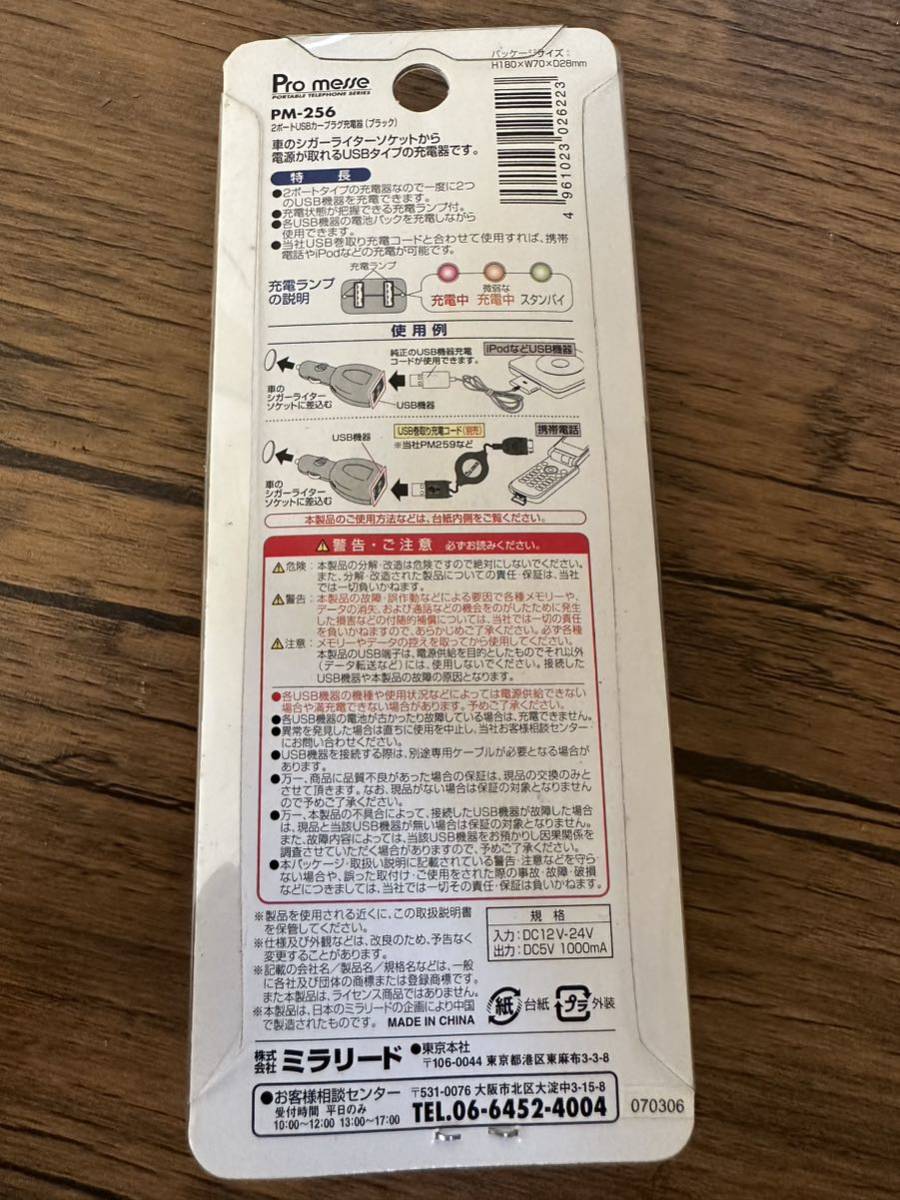 パッケージサイズ：
H180×W70×D28mm
Pro messe
PORTABLE TELEPHONE SERIES
PM-256
2ポートUSBカープラグ充電器（ブラック）
車のシガーライターソケットから
電源が取れるUSBタイプの充電器です。
4 961023 026223
特 長
●2ポートタイプの充電器なので一度に2つ
のUSB機器を充電できます。
●充電状態が把握できる充電ランプ付。
●各USB機器の電池パックを充電しながら
使用できます。
●当社USB巻取り充電コードと合わせて使用すれば、携帯
電話やiPodなどの充電が可能です。
充電ランプ
の説明
充電ランプ
充電中
微弱な
充電中
スタンバイ
使用例
純正のUSB機器充電
コードが使用できます。
iPodなどUSB機器
車の
シガーライター
ソケットに差込む
USB機器
USB機器
USB巻取り充電コード（別売）
※当社PM259など
携帯電話
車の
シガーライター
ソケットに差込む
本製品のご使用方法などは、台紙内側をご覧ください。
警告・ご注意 必ずお読みください。
危険：本製品の分解・改造は危険ですので絶対にしないでください。
また、分解・改造された製品についての責任・保証は、当社
では一切負いかねます。
警告：本製品の故障・誤作動などによる要因で各種メモリーや、
データの消失、および通話などの機会をのがしたために発生
した損害などの付随的補償については、当社では一切の責任
を負いかねますので、あらかじめご了承ください。必ず各種
メモリーやデータの控えを取ってから使用してください。
注意：本製品のUSB端子は、電源供給を目的としたものでそれ以外
（データ転送など）には、使用しないでください。接続した
USB機器や本製品の故障の原因となります。
●各USB機器の機種や使用状況などによっては電源供給できない
場合や満充電できない場合があります。予めご了承ください。
●各USB機器の電池が古かったり故障している場合は、充電できません。
●異常を発見した場合は直ちに使用を中止し、当社お客様相談センター
にお問い合わせください。
●USB機器を接続する際は、別途専用ケーブルが必要となる場合が
あります。
●万一、商品に品質不良があった場合の保証は、現品の交換のみと
させて頂きます。なお、現品がない場合は保証の対象となりません
ので予めご了承ください。
●万一、本製品の不具合によって、接続したUSB機器が故障した場合
は、現品と当該USB機器が無い場合は保証の対象となりません。
また、故障内容によっては、当該USB機器をお預かりし因果関係を
調査させていただく場合がありますので、予めご了承ください。
●本パッケージ・取扱い説明に記載されている警告・注意などを守ら
ない場合や、誤った取付け・ご使用をされた際の事故・故障・破損
などにつきましては、当社では一切その責任・保証は負いかねます。
※製品を使用される近くに、この取扱説明書
を保管してください。
※仕様及び外観などは、改良のため、予告なく
変更することがあります。
※記載の会社名／製品名／規格名などは、一般
に各社及び団体の商標または登録商標です。
また本製品は、ライセンス商品ではありません。
※本製品は、日本のミラリードの企画により中国
で製造されたものです。 MADE IN CHINA
規 格
入力：DC12V-24V
出力：DC5V 1000mA
紙 台紙
プラ 外装
株式会社 ミラリード
●東京本社
〒106-0044 東京都港区東麻布3-3-8
●お客様相談センター
受付時間 平日のみ
10:00～12:00 13:00～17:00
〒531-0076 大阪市北区大淀中3-15-8
TEL.06-6452-4004
070306